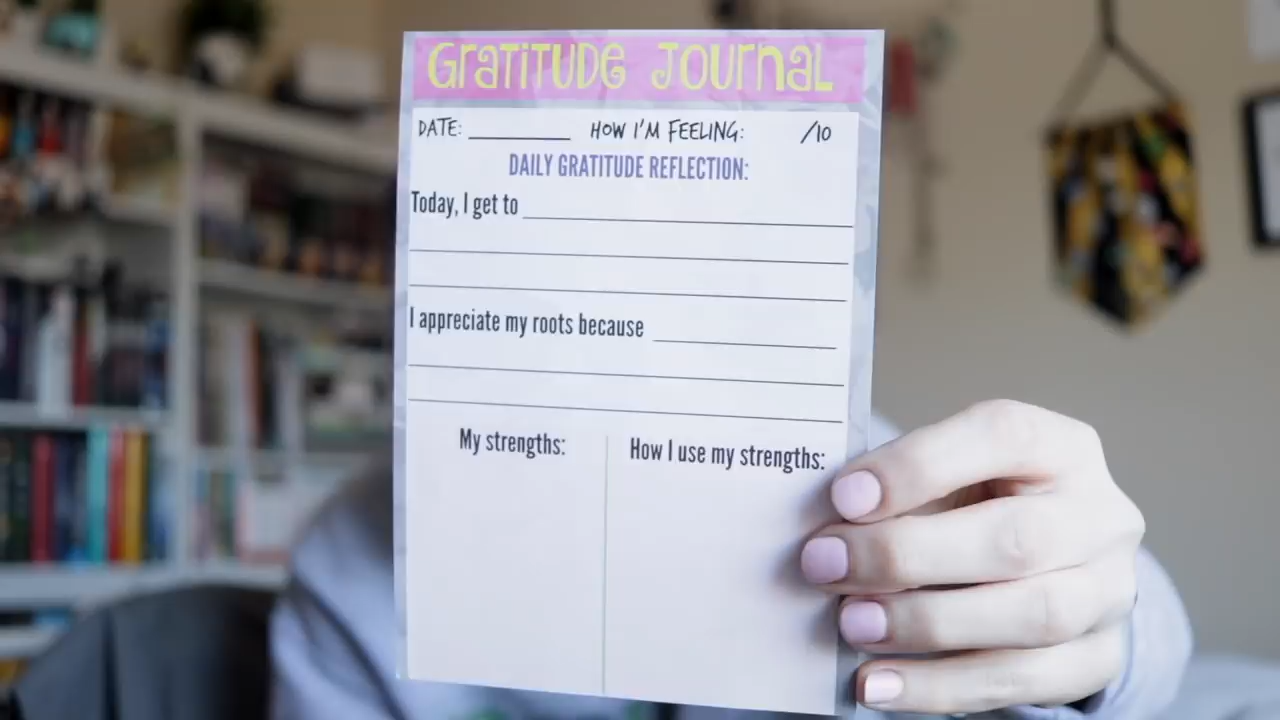 Gratitude Journal
DATE: __________ HOW I'M FEELING: /10
DAILY GRATITUDE REFLECTION:
Today, I get to
I appreciate my roots because
My strengths: How I use my strengths: